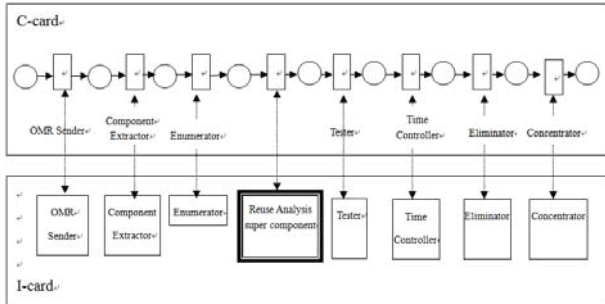 C-card
OMR Sender
Component
Extractor
Enumerator
Tester
Time
Controller
Eliminator
Concentrator
OMR
Sender
Component
Extractor
Enumerator
Reuse Analysis
super component
Tester
Time
Controller
Eliminator
Concentrator
I-card